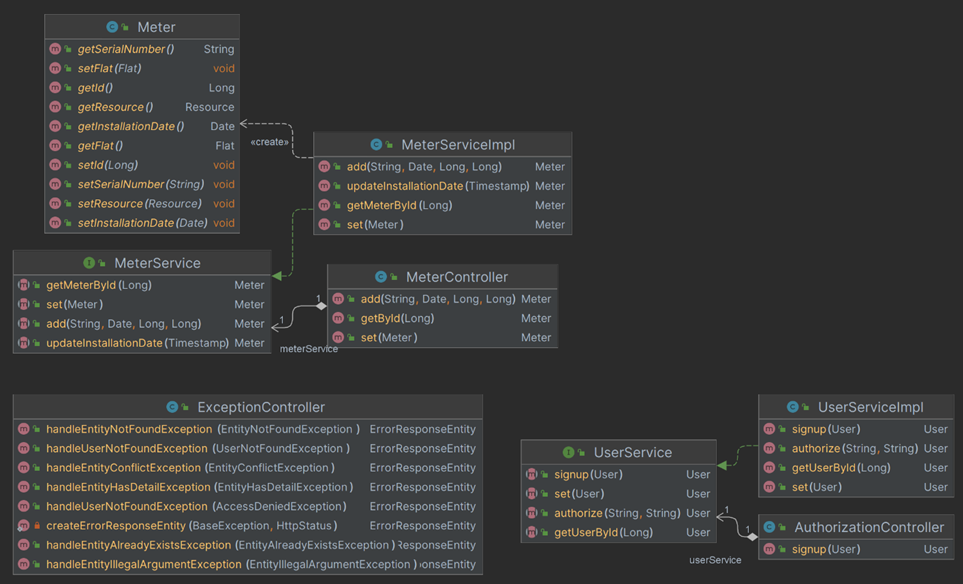 Meter
getSerialNumber() String
setFlat(Flat) void
getId() Long
getResource() Resource
getInstallationDate() Date
getFlat() Flat
setId(Long) void
setSerialNumber(String) void
setResource(Resource) void
setInstallationDate(Date) void
«create»
MeterServiceImpl
add(String, Date, Long, Long) Meter
updateInstallationDate(Timestamp) Meter
getMeterById(Long) Meter
set(Meter) Meter
MeterService
getMeterById(Long) Meter
set(Meter) Meter
add(String, Date, Long, Long) Meter
updateInstallationDate(Timestamp) Meter
1
1
meterService
MeterController
add(String, Date, Long, Long) Meter
getById(Long) Meter
set(Meter) Meter
ExceptionController
handleEntityNotFoundException (EntityNotFoundException ) ErrorResponseEntity
handleUserNotFoundException (UserNotFoundException ) ErrorResponseEntity
handleEntityConflictException (EntityConflictException ) ErrorResponseEntity
handleEntityHasDetailException (EntityHasDetailException ) ErrorResponseEntity
handleUserNotFoundException (AccessDeniedException ) ErrorResponseEntity
createErrorResponseEntity (BaseException, HttpStatus) ErrorResponseEntity
handleEntityAlreadyExistsException (EntityAlreadyExistsException ) ResponseEntity
handleEntityIllegalArgumentException (EntityIllegalArgumentException ) onseEntity
UserService
signup(User) User
set(User) User
authorize(String, String) User
getUserById(Long) User
UserServiceImpl
signup(User) User
authorize(String, String) User
getUserById(Long) User
set(User) User
1
1
userService
AuthorizationController
signup(User) User